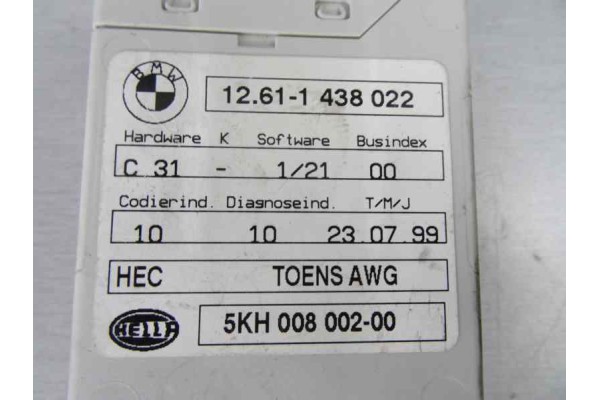 BMW
12.61-1 438 022
Hardware K Software Busindex
C 31 - 1/21 00
Codierind. Diagnoseind. T/M/J
10 10 23.07.99
HEC TOENS AWG
HELLA 5KH 008 002-00